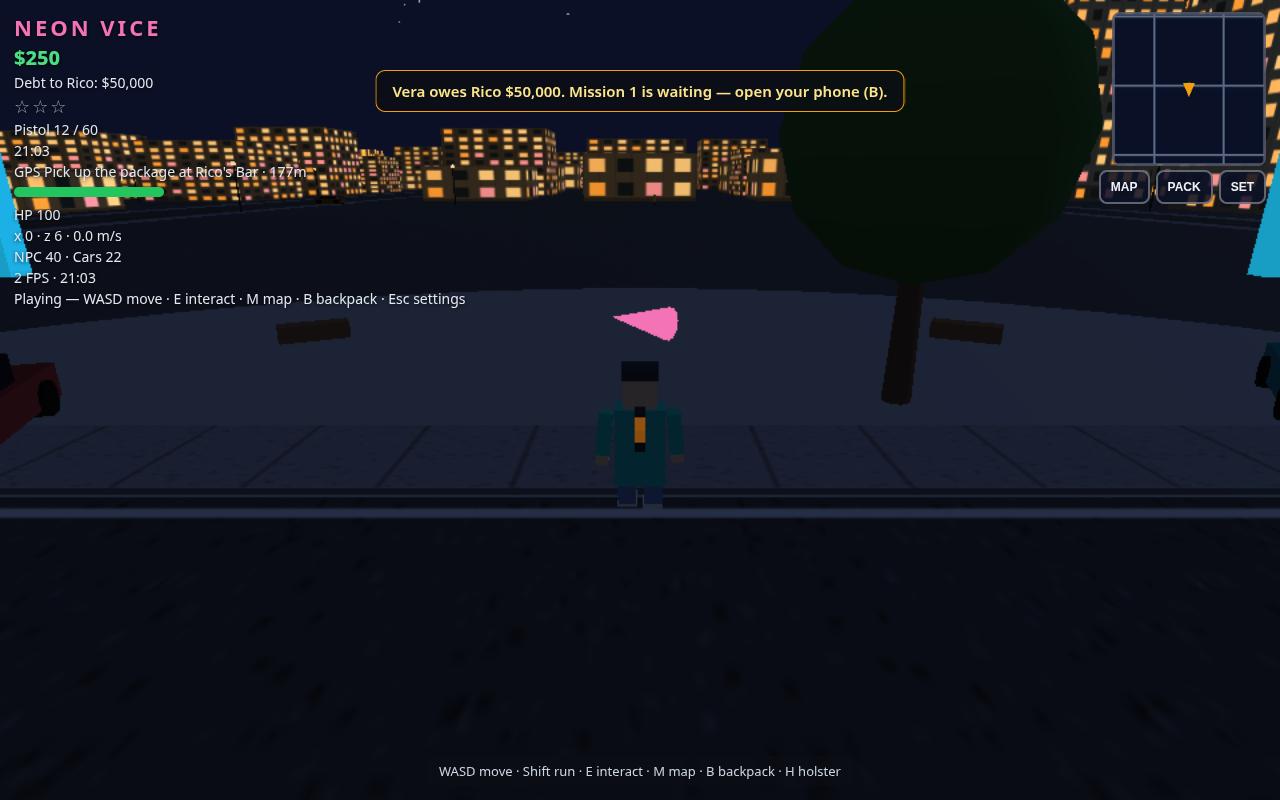 NEON VICE
$250
Debt to Rico: $50,000
☆☆☆
Pistol 12 / 60
21:03
GPS Pick up the package at Rico's Bar · 177m
HP 100
x 0 · z 6 · 0.0 m/s
NPC 40 · Cars 22
2 FPS · 21:03
Playing — WASD move · E interact · M map · B backpack · Esc settings
Vera owes Rico $50,000. Mission 1 is waiting — open your phone (B).
MAP PACK SET
WASD move · Shift run · E interact · M map · B backpack · H holster